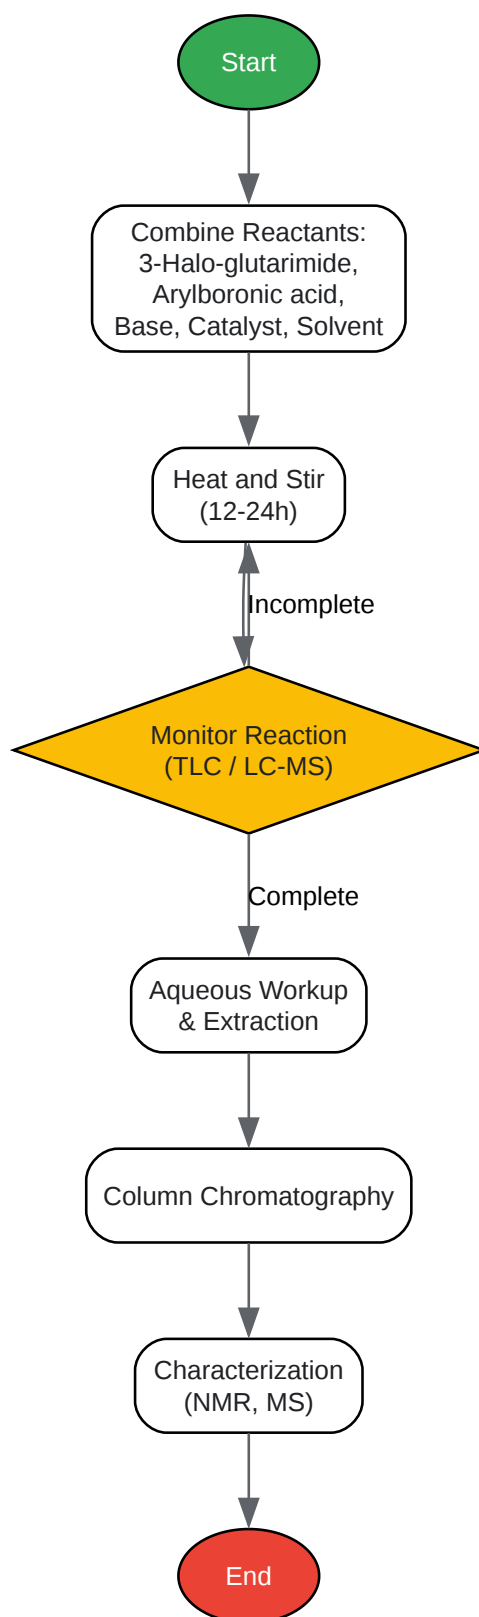 Start
Combine Reactants:
3-Halo-glutarimide,
Arylboronic acid,
Base, Catalyst, Solvent
Heat and Stir
(12-24h)
Incomplete
Monitor Reaction
(TLC / LC-MS)
Complete
Aqueous Workup
& Extraction
Column Chromatography
Characterization
(NMR, MS)
End